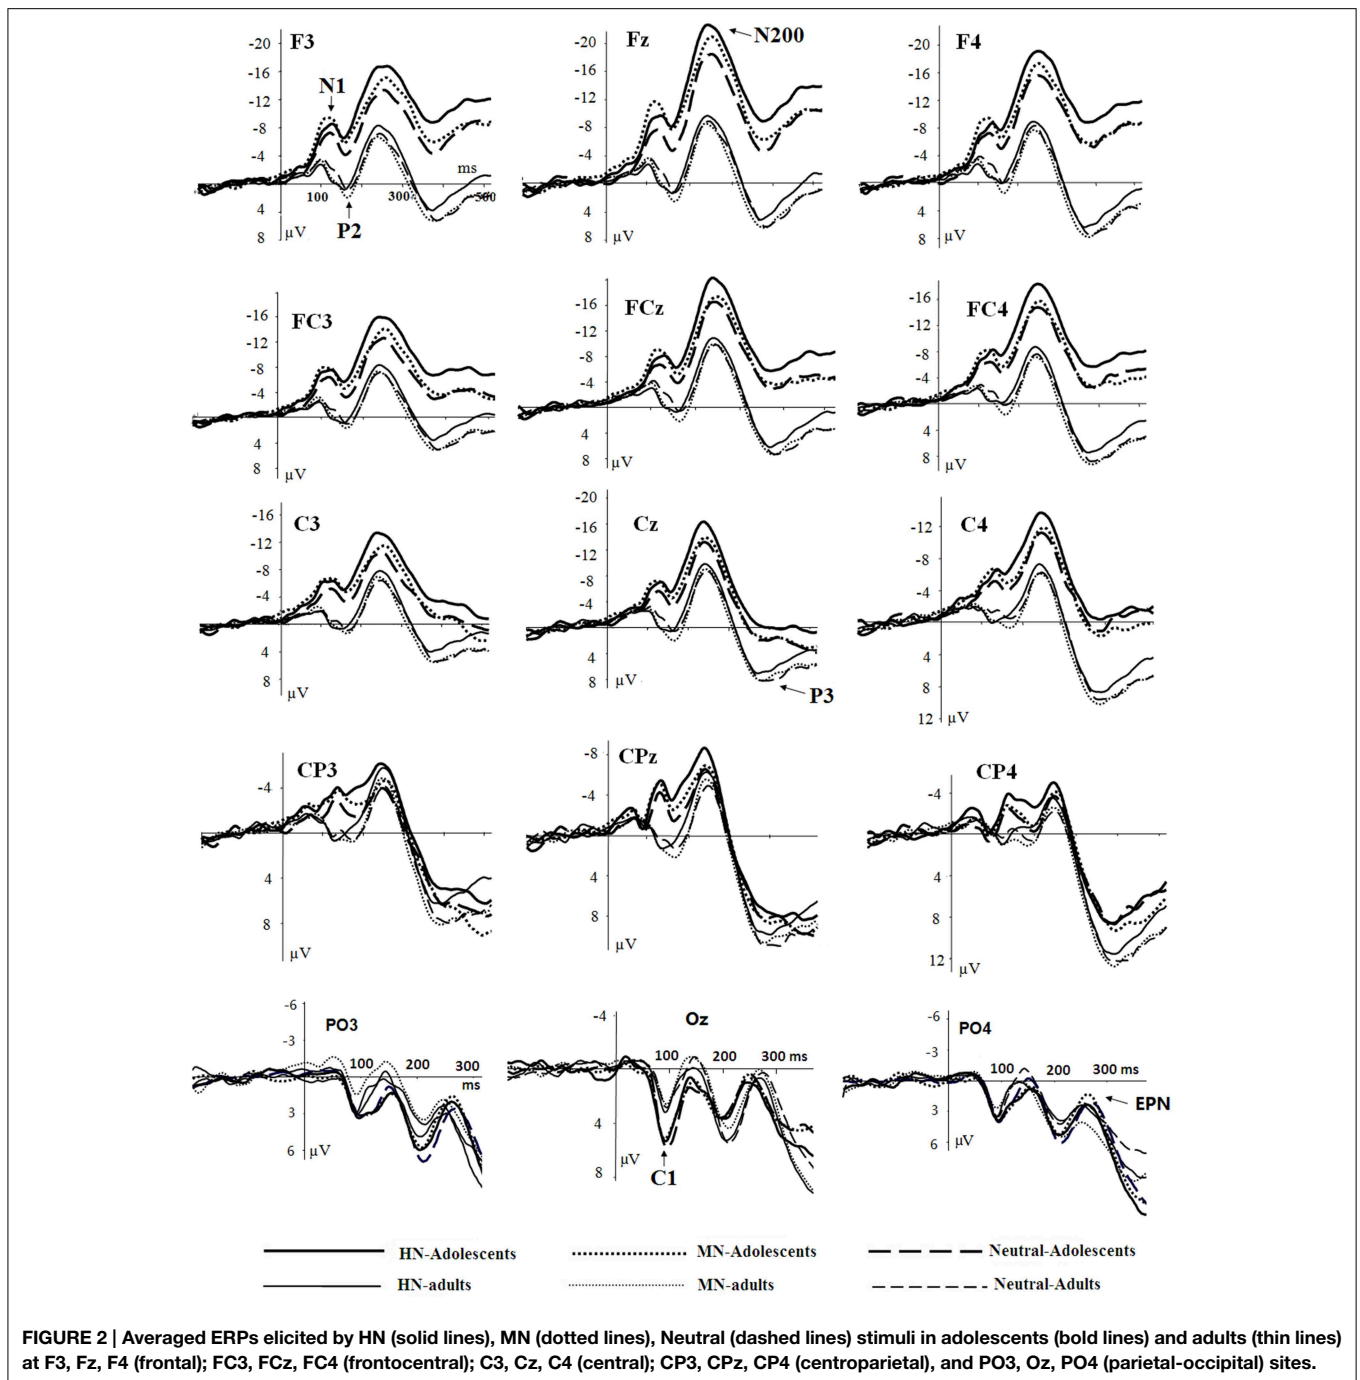 F3
Fz
F4
-20
-16
-12
-8
-4
4
8
N1
P2
100
300
500
ms
µV
-20
-16
-12
-8
-4
4
8
N200
µV
-20
-16
-12
-8
-4
4
8
µV
FC3
FCz
FC4
-16
-12
-8
-4
4
8
µV
-16
-12
-8
-4
4
8
µV
-16
-12
-8
-4
4
8
µV
C3
Cz
C4
-16
-12
-8
-4
4
8
µV
-20
-16
-12
-8
-4
4
8
µV
P3
-12
-8
-4
4
8
12
µV
CP3
CPz
CP4
-4
4
8
µV
-8
-4
4
8
µV
-4
4
8
12
µV
PO3
Oz
PO4
-6
-3
3
6
100
200
300
ms
µV
-4
4
8
100
200
300 ms
µV
C1
-6
-3
3
6
100
200
300 ms
µV
EPN
HN-Adolescents
MN-Adolescents
Neutral-Adolescents
HN-adults
MN-adults
Neutral-Adults
FIGURE 2 | Averaged ERPs elicited by HN (solid lines), MN (dotted lines), Neutral (dashed lines) stimuli in adolescents (bold lines) and adults (thin lines)
at F3, Fz, F4 (frontal); FC3, FCz, FC4 (frontocentral); C3, Cz, C4 (central); CP3, CPz, CP4 (centroparietal), and PO3, Oz, PO4 (parietal-occipital) sites.